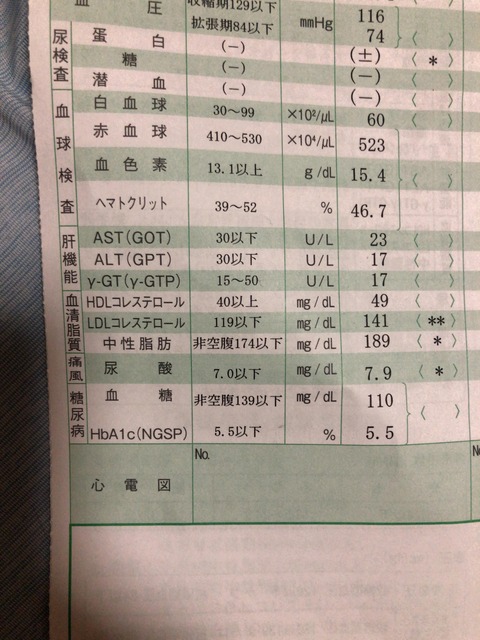 血 圧 収縮期129以下 mmHg 116
拡張期84以下 74 〈 〉
尿検査 蛋 白 (－) (±) 〈 * 〉
糖 (－) (－) 〈 〉
潜 血 (－) (－) 〈 〉
血球検査 白 血 球 30～99 ×10²/μL 60
赤 血 球 410～530 ×10⁴/μL 523
血 色 素 13.1以上 g/dL 15.4 〈 〉
ヘマトクリット 39～52 % 46.7
肝機能 AST(GOT) 30以下 U/L 23 〈 〉
ALT(GPT) 30以下 U/L 17 〈 〉
γ-GT(γ-GTP) 15～50 U/L 17 〈 〉
血清脂質 HDLコレステロール 40以上 mg/dL 49 〈 〉
LDLコレステロール 119以下 mg/dL 141 〈 ** 〉
中性脂肪 非空腹174以下 mg/dL 189 〈 * 〉
痛風 尿 酸 7.0以下 mg/dL 7.9 〈 * 〉
糖尿病 血 糖 非空腹139以下 mg/dL 110 〈 〉
HbA1c(NGSP) 5.5以下 % 5.5
心 電 図 No.